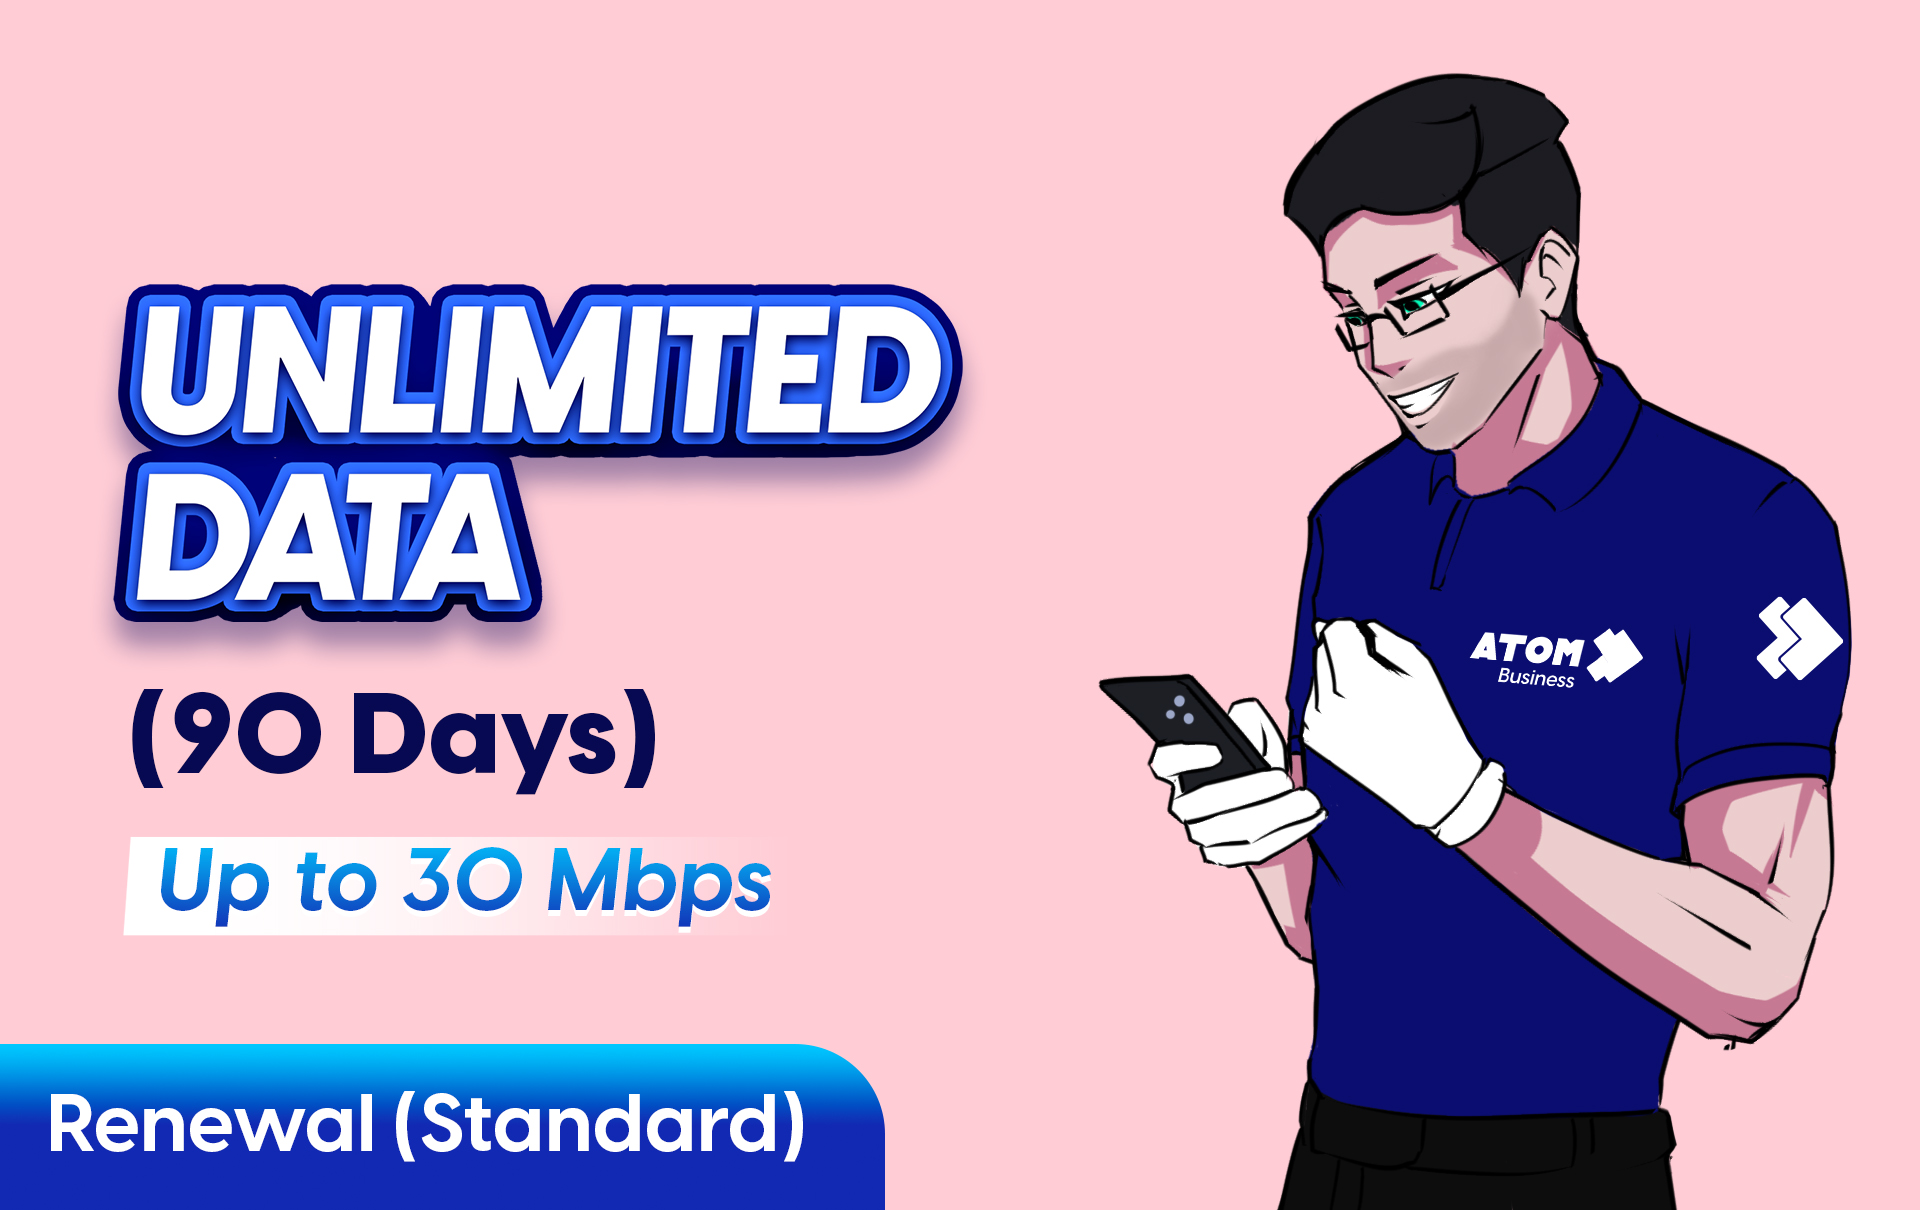 UNLIMITED
DATA
(90 Days)
Up to 30 Mbps
Renewal (Standard)
ATOM
Business